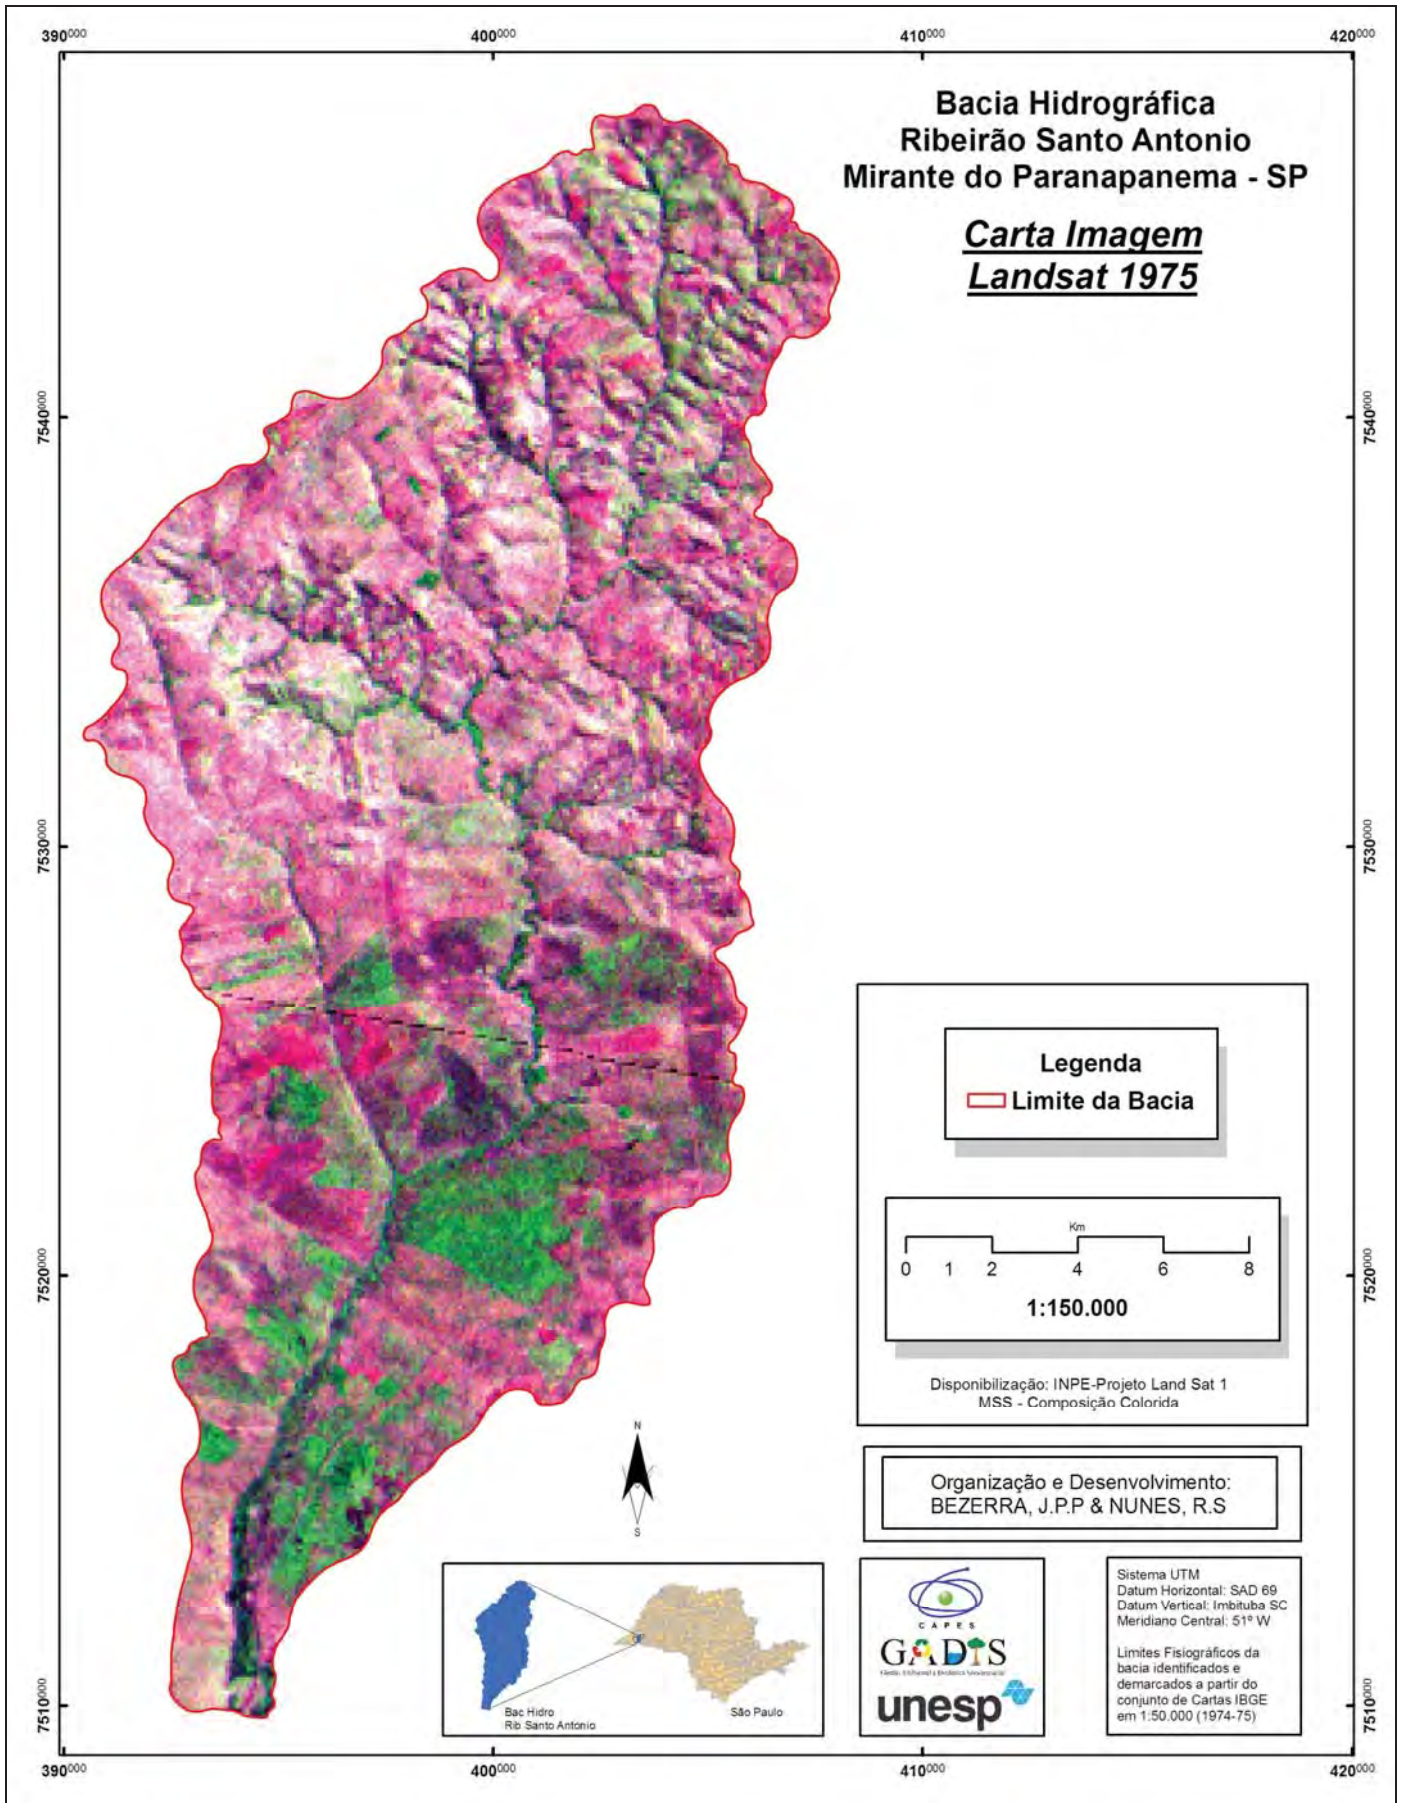 390000 400000 410000 420000
Bacia Hidrográfica
Ribeirão Santo Antonio
Mirante do Paranapanema - SP
Carta Imagem
Landsat 1975
7540000 7540000
7530000 7530000
7520000 7520000
7510000 7510000
Legenda
Limite da Bacia
Km
0 1 2 4 6 8
1:150.000
Disponibilização: INPE-Projeto Land Sat 1
MSS - Composição Colorida
N
S
Organização e Desenvolvimento:
BEZERRA, J.P.P & NUNES, R.S
Bac Hidro
Rib Santo Antonio
São Paulo
CAPES
GADIS
unesp
Sistema UTM
Datum Horizontal: SAD 69
Datum Vertical: Imbituba SC
Meridiano Central: 51º W
Limites Fisiográficos da
bacia identificados e
demarcados a partir do
conjunto de Cartas IBGE
em 1:50.000 (1974-75)
390000 400000 410000 420000